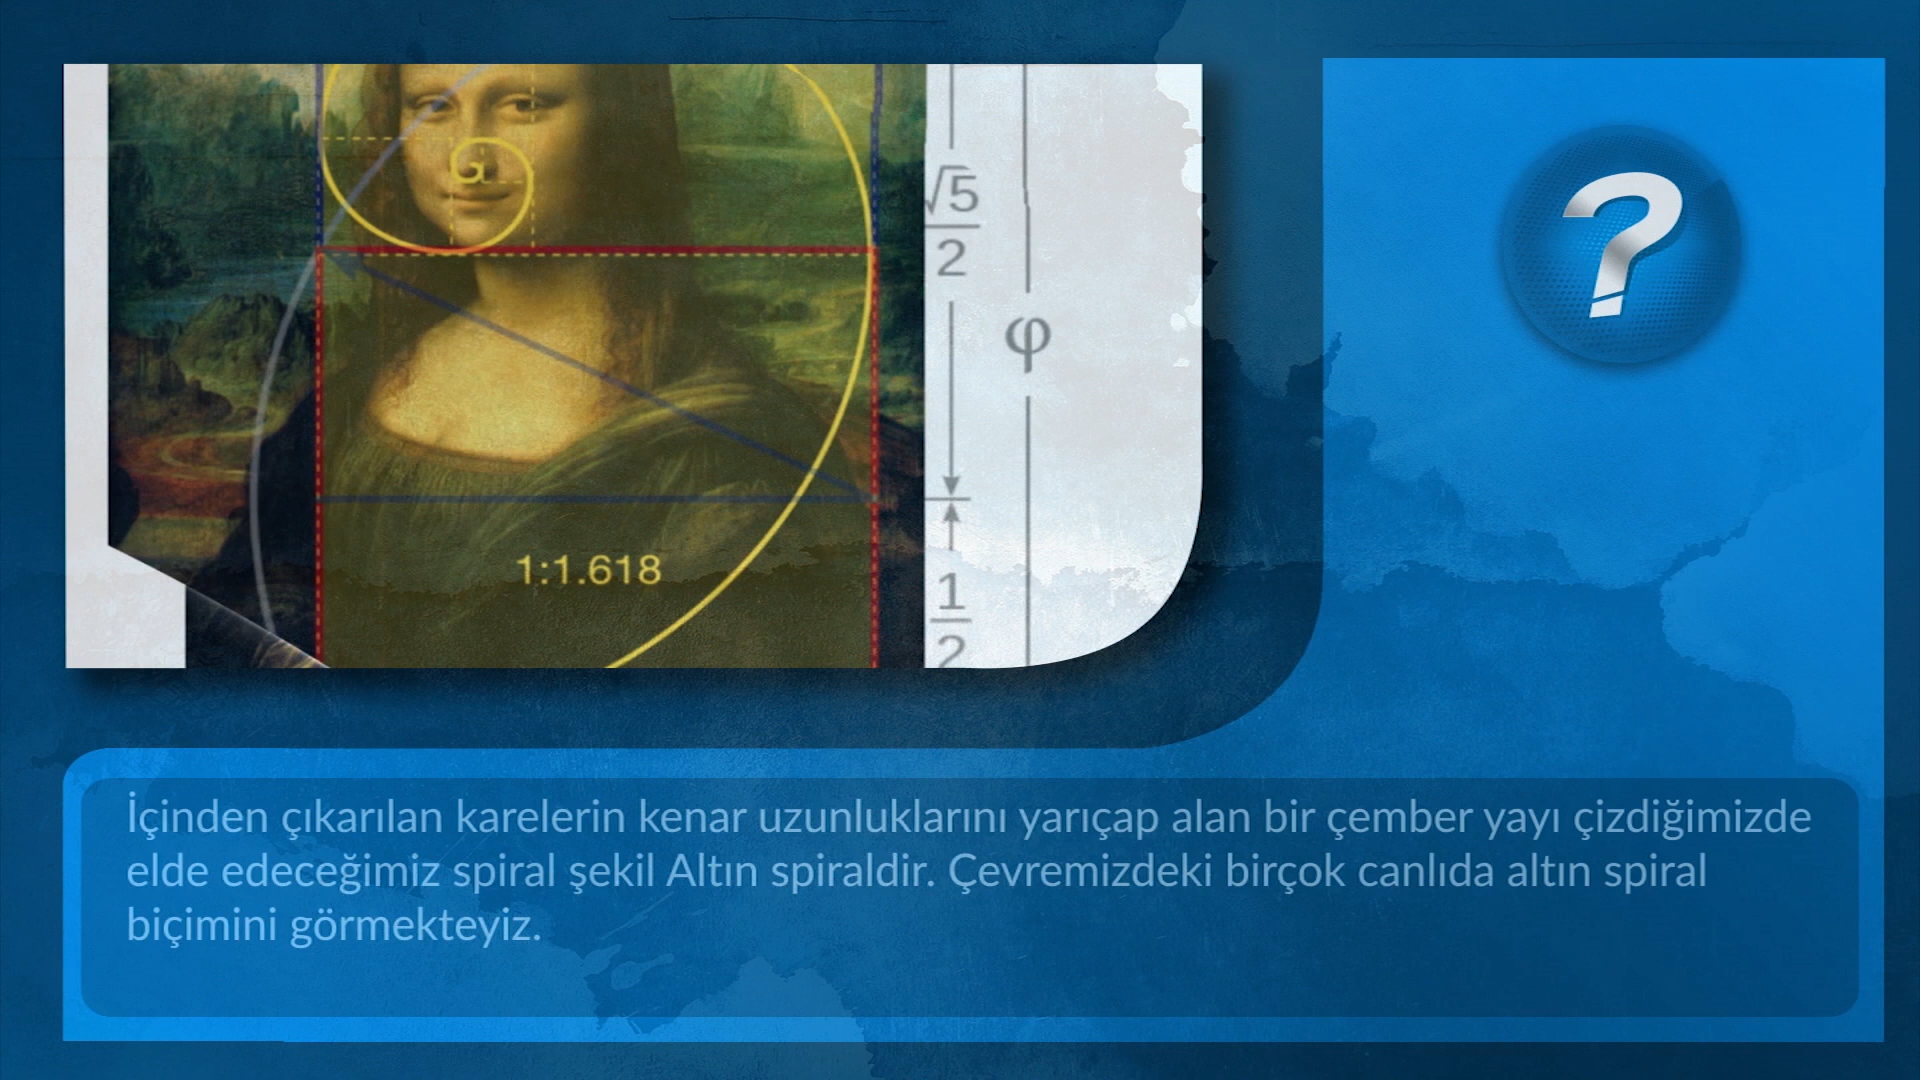 √5
2
φ
1:1.618
1
2
?
İçinden çıkarılan karelerin kenar uzunluklarını yarıçap alan bir çember yayı çizdiğimizde
elde edeceğimiz spiral şekil Altın spiraldir. Çevremizdeki birçok canlıda altın spiral
biçimini görmekteyiz.